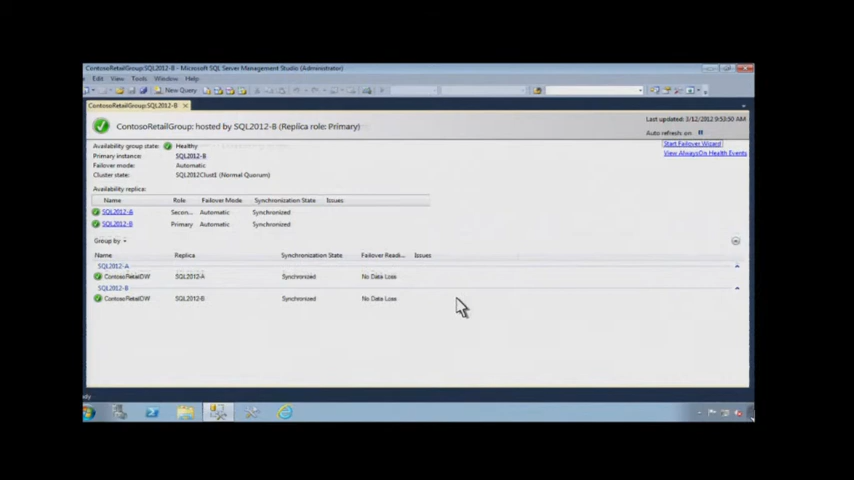 ContosoRetailGroup:SQL2012-B - Microsoft SQL Server Management Studio (Administrator)
Edit View Tools Window Help
New Query
ContosoRetailGroup:SQL2012-B
ContosoRetailGroup: hosted by SQL2012-B (Replica role: Primary)
Last updated: 3/12/2012 9:53:50 AM
Auto refresh: on
Availability group state: Healthy
Start Failover Wizard
Primary instance: SQL2012-B
View AlwaysOn Health Events
Failover mode: Automatic
Cluster state: SQL2012Clust1 (Normal Quorum)
Availability replica:
Name Role Failover Mode Synchronization State Issues
SQL2012-A Secon... Automatic Synchronized
SQL2012-B Primary Automatic Synchronized
Group by
Name Replica Synchronization State Failover Readi... Issues
SQL2012-A
ContosoRetailDW SQL2012-A Synchronized No Data Loss
SQL2012-B
ContosoRetailDW SQL2012-B Synchronized No Data Loss